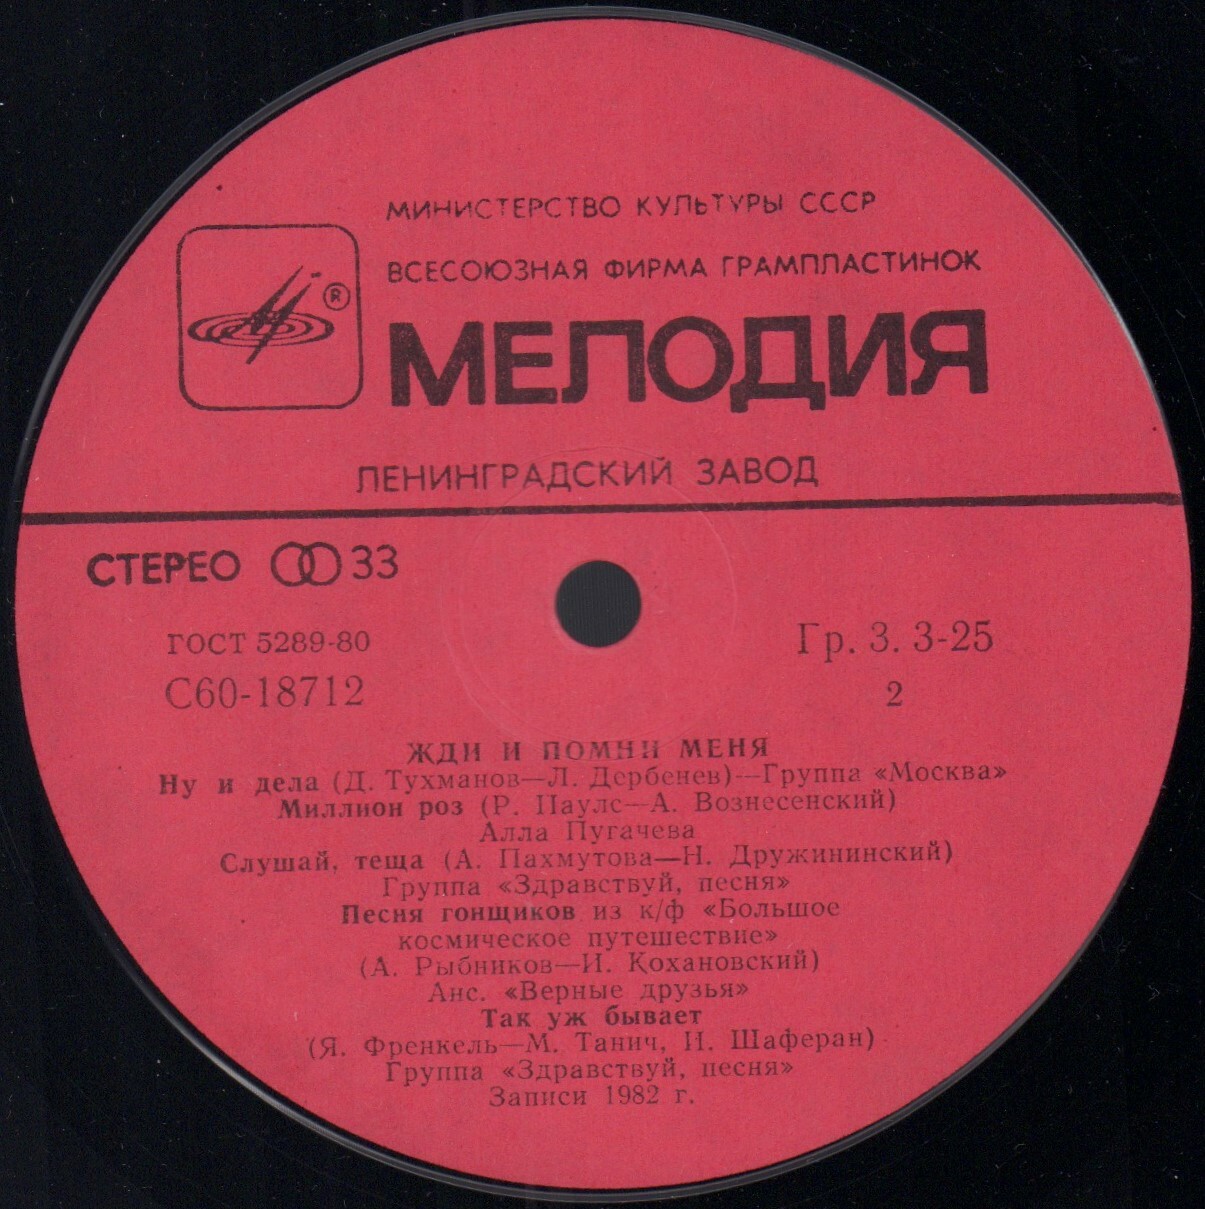 МИНИСТЕРСТВО КУЛЬТУРЫ СССР
ВСЕСОЮЗНАЯ ФИРМА ГРАМПЛАСТИНОК
®
МЕЛОДИЯ
ЛЕНИНГРАДСКИЙ ЗАВОД
СТЕРЕО 33
ГОСТ 5289-80
Гр. 3. 3-25
С60-18712
2
ЖДИ И ПОМНИ МЕНЯ
Ну и дела (Д. Тухманов—Л. Дербенев)—Группа «Москва»
Миллион роз (Р. Паулс—А. Вознесенский)
Алла Пугачева
Слушай, теща (А. Пахмутова—Н. Дружининский)
Группа «Здравствуй, песня»
Песня гонщиков из к/ф «Большое
космическое путешествие»
(А. Рыбников—И. Кохановский)
Анс. «Верные друзья»
Так уж бывает
(Я. Френкель—М. Танич, И. Шаферан)
Группа «Здравствуй, песня»
Записи 1982 г.